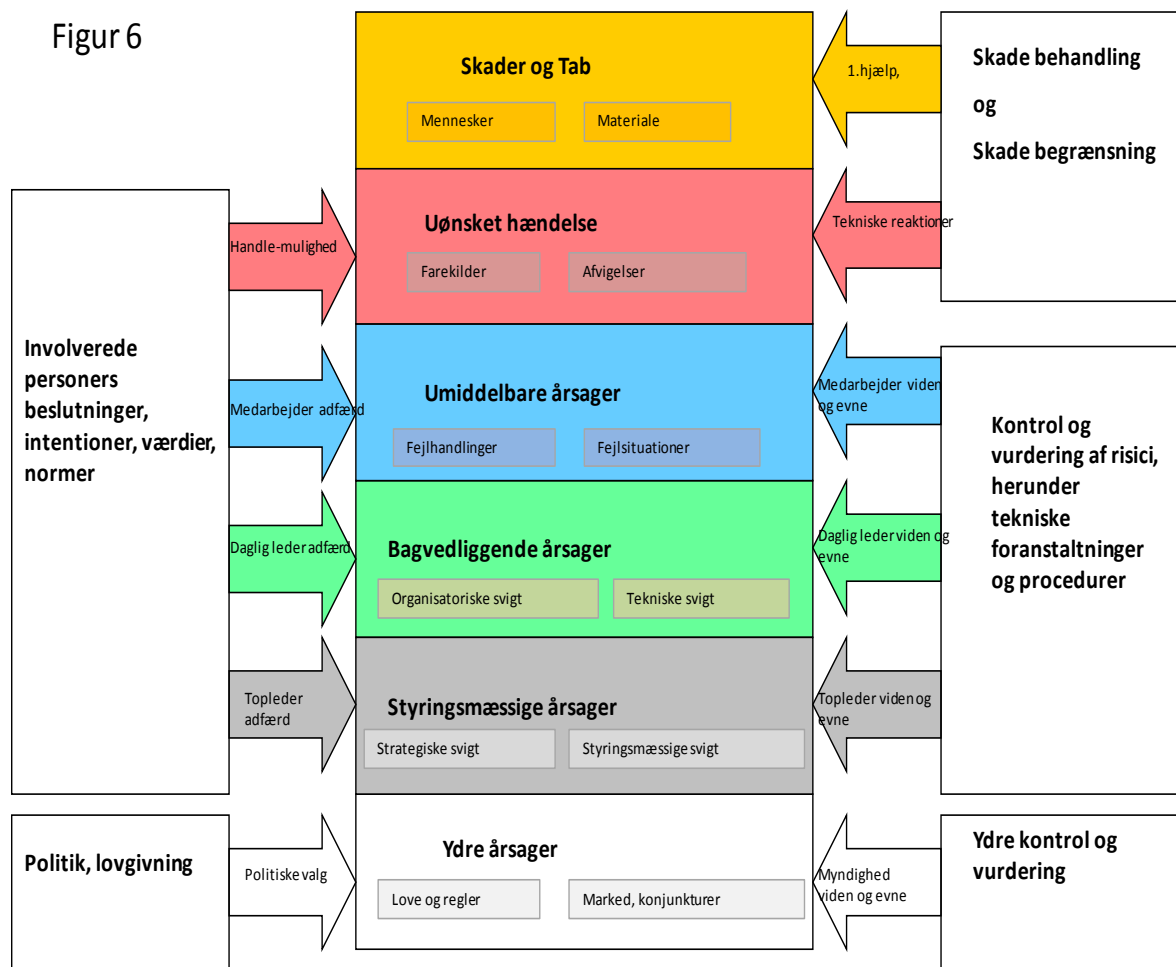 Figur 6
Skader og Tab
Mennesker
Materiale
1.hjælp,
Skade behandling
og
Skade begrænsning
Uønsket hændelse
Farekilder
Afvigelser
Handle-mulighed
Tekniske reaktioner
Involverede
personers
beslutninger,
intentioner, værdier,
normer
Umiddelbare årsager
Fejlhandlinger
Fejlsituationer
Medarbejder adfærd
Medarbejder viden
og evne
Kontrol og
vurdering af risici,
herunder
tekniske
foranstaltninger
og procedurer
Bagvedliggende årsager
Organisatoriske svigt
Tekniske svigt
Daglig leder adfærd
Daglig leder viden og
evne
Styringsmæssige årsager
Strategiske svigt
Styringsmæssige svigt
Topleder
adfærd
Topleder viden og
evne
Politik, lovgivning
Politiske valg
Ydre årsager
Love og regler
Marked, konjunkturer
Myndighed
viden og evne
Ydre kontrol og
vurdering